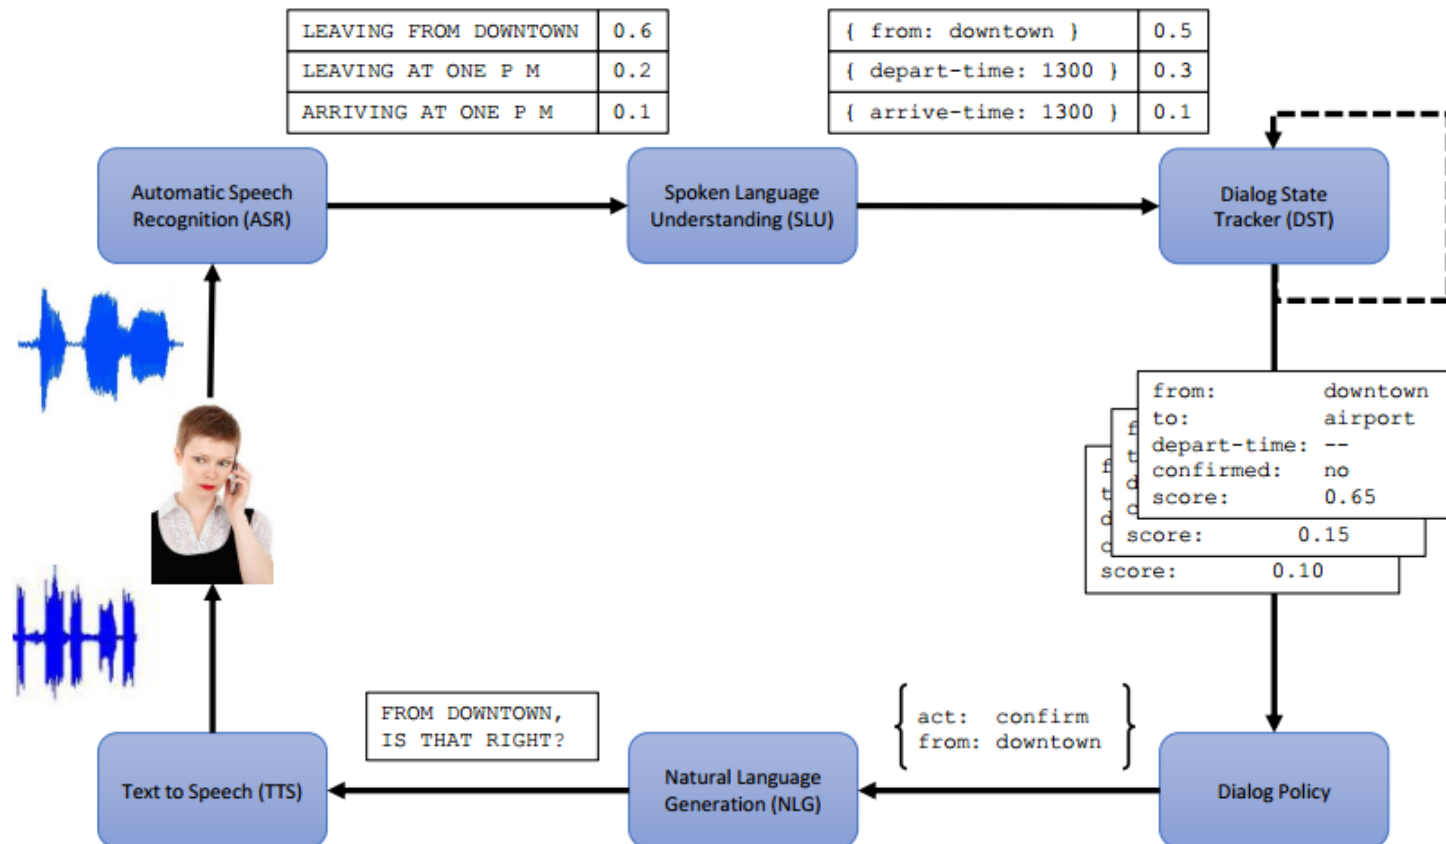 LEAVING FROM DOWNTOWN 0.6
LEAVING AT ONE P M 0.2
ARRIVING AT ONE P M 0.1
{ from: downtown } 0.5
{ depart-time: 1300 } 0.3
{ arrive-time: 1300 } 0.1
Automatic Speech
Recognition (ASR)
Spoken Language
Understanding (SLU)
Dialog State
Tracker (DST)
from: downtown
to: airport
depart-time: --
confirmed: no
score: 0.65
f
t
d
c
score: 0.15
f
t
d
c
score: 0.10
act: confirm
from: downtown
FROM DOWNTOWN,
IS THAT RIGHT?
Text to Speech (TTS)
Natural Language
Generation (NLG)
Dialog Policy